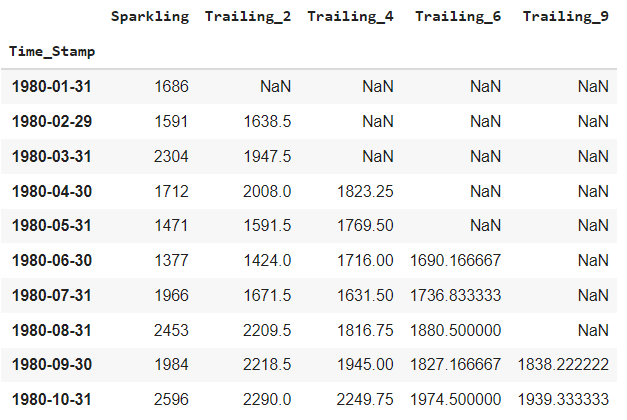 Sparkling Trailing_2 Trailing_4 Trailing_6 Trailing_9
Time_Stamp
1980-01-31 1686 NaN NaN NaN NaN
1980-02-29 1591 1638.5 NaN NaN NaN
1980-03-31 2304 1947.5 NaN NaN NaN
1980-04-30 1712 2008.0 1823.25 NaN NaN
1980-05-31 1471 1591.5 1769.50 NaN NaN
1980-06-30 1377 1424.0 1716.00 1690.166667 NaN
1980-07-31 1966 1671.5 1631.50 1736.833333 NaN
1980-08-31 2453 2209.5 1816.75 1880.500000 NaN
1980-09-30 1984 2218.5 1945.00 1827.166667 1838.222222
1980-10-31 2596 2290.0 2249.75 1974.500000 1939.333333